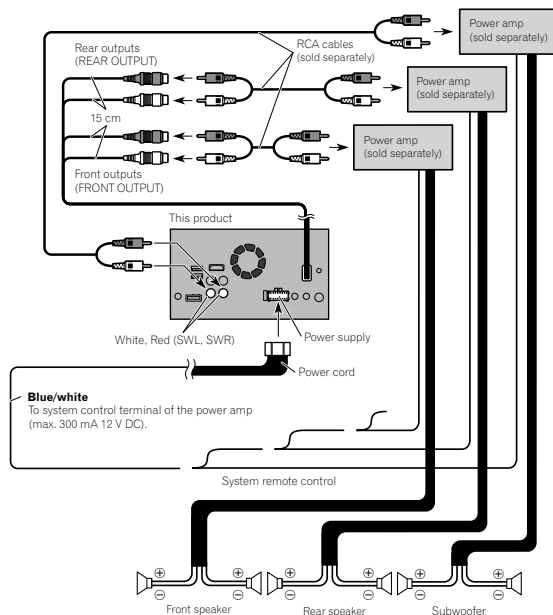 Rear outputs
(REAR OUTPUT)
RCA cables
(sold separately)
Power amp
(sold separately)
Power amp
(sold separately)
15 cm
Power amp
(sold separately)
Front outputs
(FRONT OUTPUT)
This product
White, Red (SWL, SWR)
Power supply
Power cord
Blue/white
To system control terminal of the power amp
(max. 300 mA 12 V DC).
System remote control
⊕ ⊕ ⊕ ⊕ ⊕ ⊕
⊖ ⊖ ⊖ ⊖ ⊖ ⊖
Front speaker
Rear speaker
Subwoofer